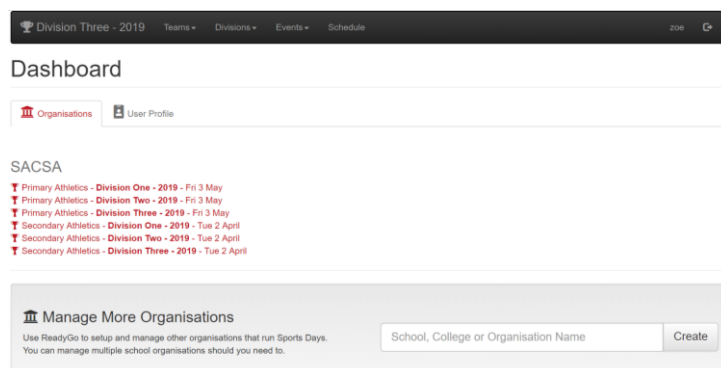 Division Three - 2019 Teams Divisions Events Schedule zoe
Dashboard
Organisations User Profile
SACSA
Primary Athletics - Division One - 2019 - Fri 3 May
Primary Athletics - Division Two - 2019 - Fri 3 May
Primary Athletics - Division Three - 2019 - Fri 3 May
Secondary Athletics - Division One - 2019 - Tue 2 April
Secondary Athletics - Division Two - 2019 - Tue 2 April
Secondary Athletics - Division Three - 2019 - Tue 2 April
Manage More Organisations
Use ReadyGo to setup and manage other organisations that run Sports Days.
You can manage multiple school organisations should you need to.
School, College or Organisation Name Create